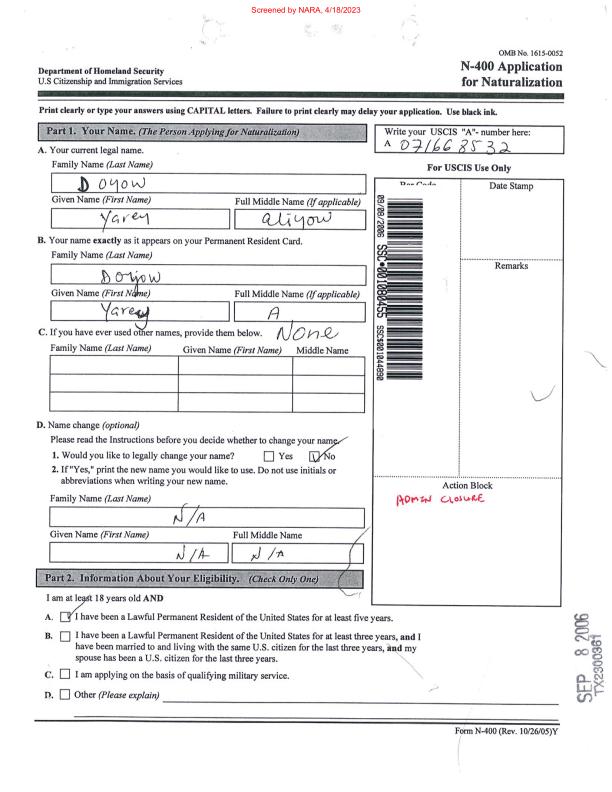 Screened by NARA, 4/18/2023
OMB No. 1615-0052
Department of Homeland Security
U.S Citizenship and Immigration Services
N-400 Application
for Naturalization
Print clearly or type your answers using CAPITAL letters. Failure to print clearly may delay your application. Use black ink.
Part 1. Your Name. (The Person Applying for Naturalization)
Write your USCIS "A"- number here:
A 071668532
A. Your current legal name.
Family Name (Last Name)
Doyow
Given Name (First Name) Full Middle Name (If applicable)
Yarey aliyow
For USCIS Use Only
Bar Code Date Stamp
09/08/2006 SSC*001080455 SSC$001044890
Remarks
B. Your name exactly as it appears on your Permanent Resident Card.
Family Name (Last Name)
Doyow
Given Name (First Name) Full Middle Name (If applicable)
Yarey A
C. If you have ever used other names, provide them below. None
Family Name (Last Name) Given Name (First Name) Middle Name
D. Name change (optional)
Please read the Instructions before you decide whether to change your name.
1. Would you like to legally change your name? Yes No
2. If "Yes," print the new name you would like to use. Do not use initials or
abbreviations when writing your new name.
Family Name (Last Name)
N/A
Given Name (First Name) Full Middle Name
N/A N/A
Action Block
ADMIN CLOSURE
Part 2. Information About Your Eligibility. (Check Only One)
I am at least 18 years old AND
A. I have been a Lawful Permanent Resident of the United States for at least five years.
B. I have been a Lawful Permanent Resident of the United States for at least three years, and I
have been married to and living with the same U.S. citizen for the last three years, and my
spouse has been a U.S. citizen for the last three years.
C. I am applying on the basis of qualifying military service.
D. Other (Please explain)
SEP 8 2006
TX2300361
Form N-400 (Rev. 10/26/05)Y